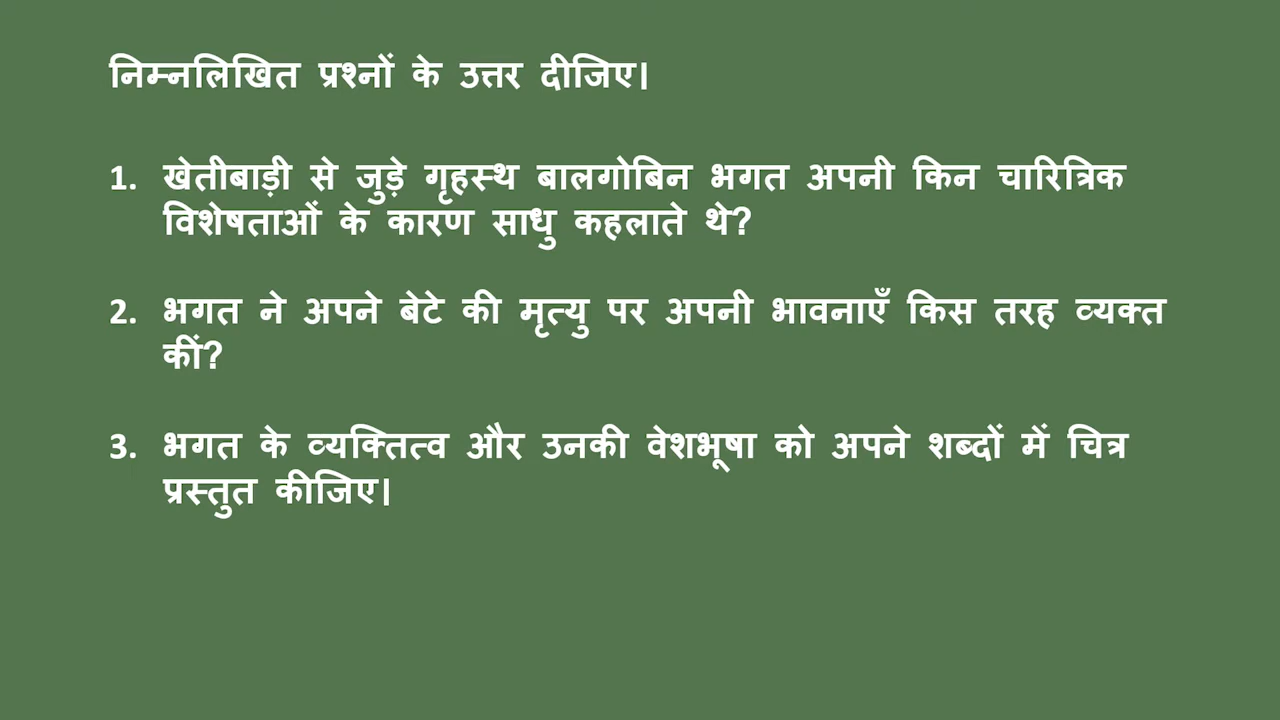 निम्नलिखित प्रश्नों के उत्तर दीजिए।
1. खेतीबाड़ी से जुड़े गृहस्थ बालगोबिन भगत अपनी किन चारित्रिक
विशेषताओं के कारण साधु कहलाते थे?
2. भगत ने अपने बेटे की मृत्यु पर अपनी भावनाएँ किस तरह व्यक्त
कीं?
3. भगत के व्यक्तित्व और उनकी वेशभूषा को अपने शब्दों में चित्र
प्रस्तुत कीजिए।